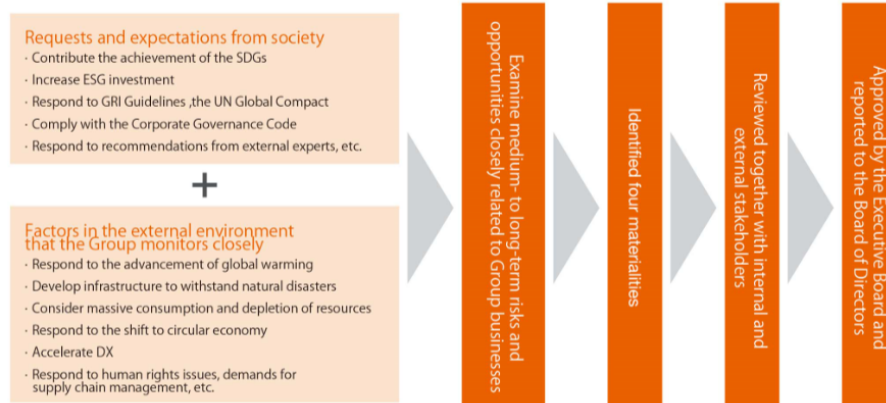 Requests and expectations from society
· Contribute the achievement of the SDGs
· Increase ESG investment
· Respond to GRI Guidelines ,the UN Global Compact
· Comply with the Corporate Governance Code
· Respond to recommendations from external experts, etc.
+
Factors in the external environment
that the Group monitors closely
· Respond to the advancement of global warming
· Develop infrastructure to withstand natural disasters
· Consider massive consumption and depletion of resources
· Respond to the shift to circular economy
· Accelerate DX
· Respond to human rights issues, demands for
supply chain management, etc.
Examine medium- to long-term risks and
opportunities closely related to Group businesses
Identified four materialities
Reviewed together with internal and
external stakeholders
Approved by the Executive Board and
reported to the Board of Directors